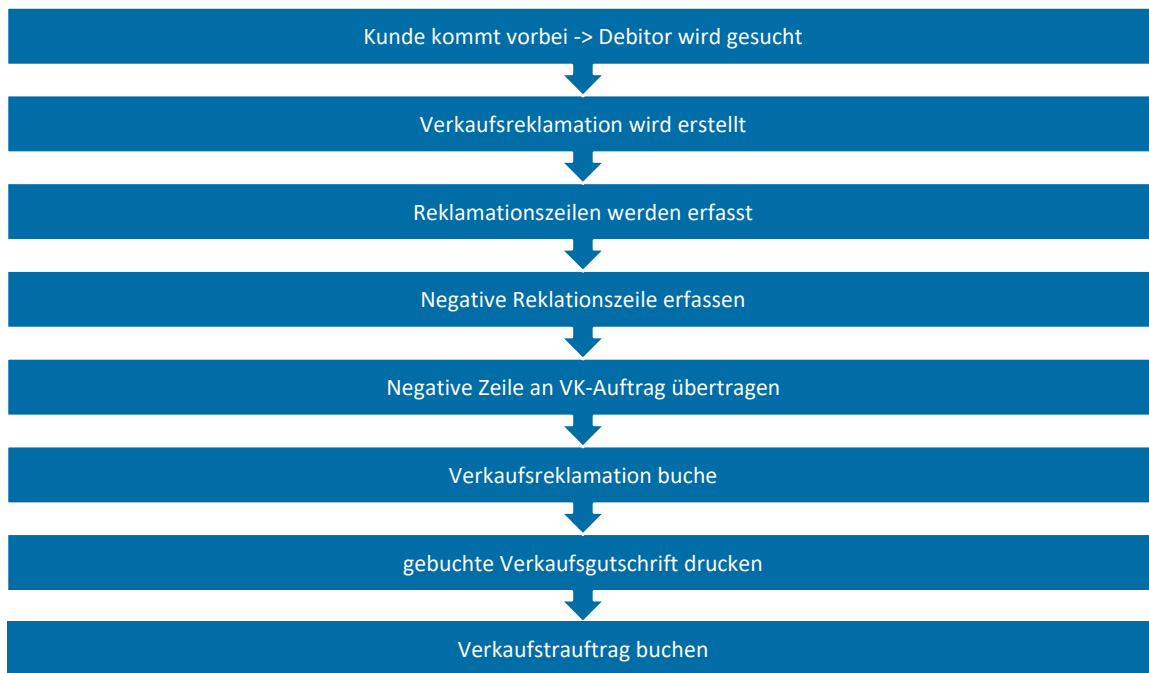 Kunde kommt vorbei -> Debitor wird gesucht
Verkaufsreklamation wird erstellt
Reklamationszeilen werden erfasst
Negative Reklationszeile erfassen
Negative Zeile an VK-Auftrag übertragen
Verkaufsreklamation buche
gebuchte Verkaufsgutschrift drucken
Verkaufstrauftrag buchen